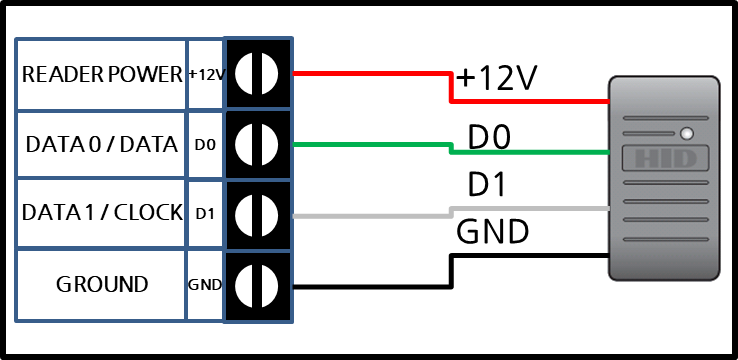 READER POWER +12V +12V
DATA 0 / DATA D0 D0
HID
DATA 1 / CLOCK D1 D1
GND
GROUND GND